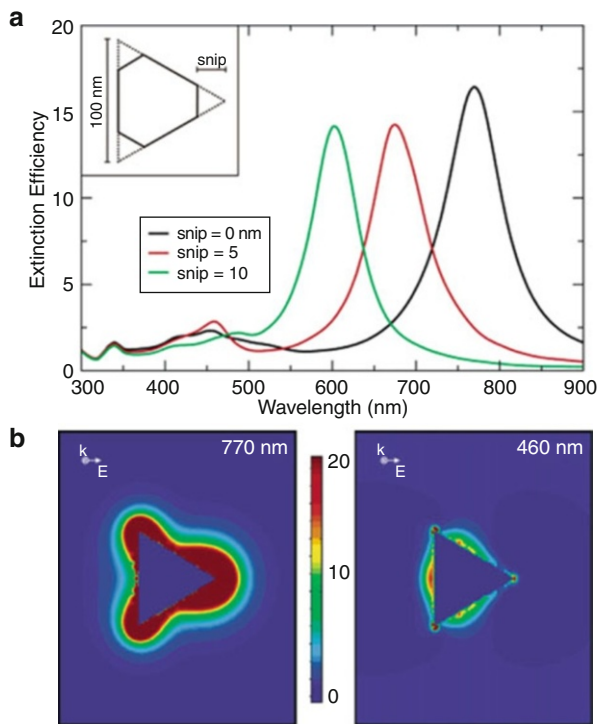 a
20
15
10
5
0
Extinction Efficiency
100 nm
snip
snip = 0 nm
snip = 5
snip = 10
300 400 500 600 700 800 900
Wavelength (nm)
b
k
E
770 nm
20
10
0
k
E
460 nm